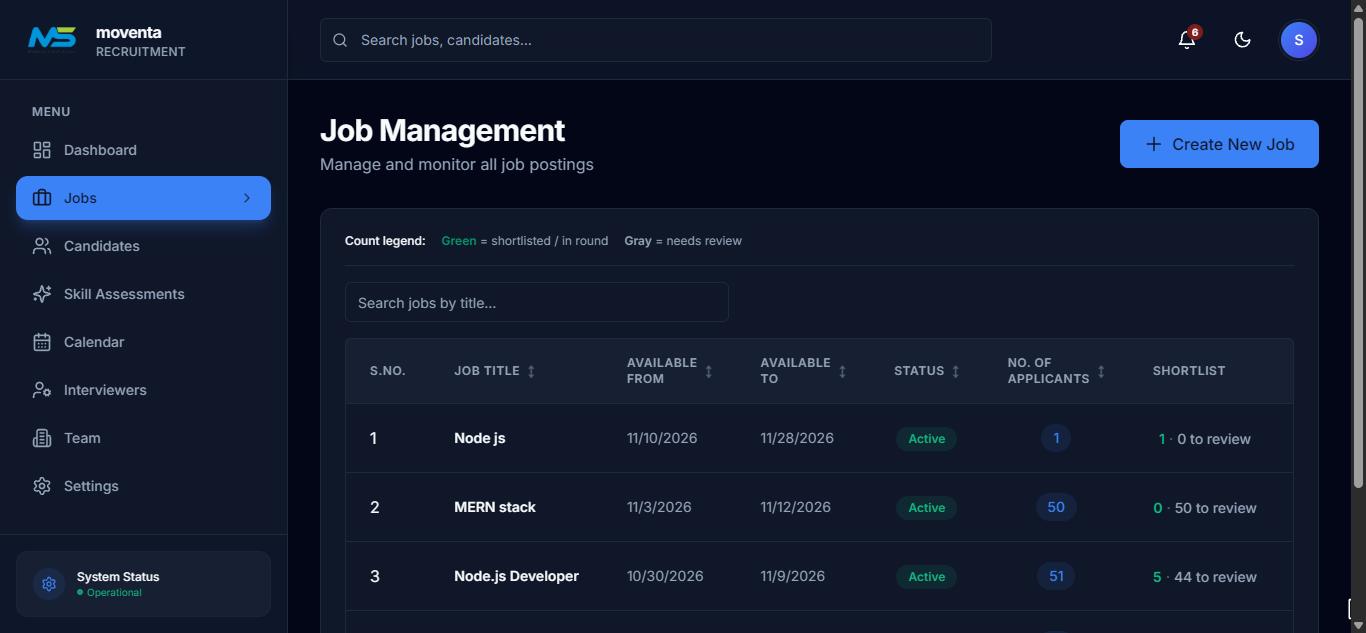 MS
moventa
RECRUITMENT
Search jobs, candidates...
6
S
MENU
Dashboard
Jobs
Candidates
Skill Assessments
Calendar
Interviewers
Team
Settings
System Status
Operational
Job Management
Manage and monitor all job postings
Create New Job
Count legend: Green = shortlisted / in round Gray = needs review
Search jobs by title...
S.NO. JOB TITLE AVAILABLE FROM AVAILABLE TO STATUS NO. OF APPLICANTS SHORTLIST
1 Node js 11/10/2026 11/28/2026 Active 1 1 · 0 to review
2 MERN stack 11/3/2026 11/12/2026 Active 50 0 · 50 to review
3 Node.js Developer 10/30/2026 11/9/2026 Active 51 5 · 44 to review